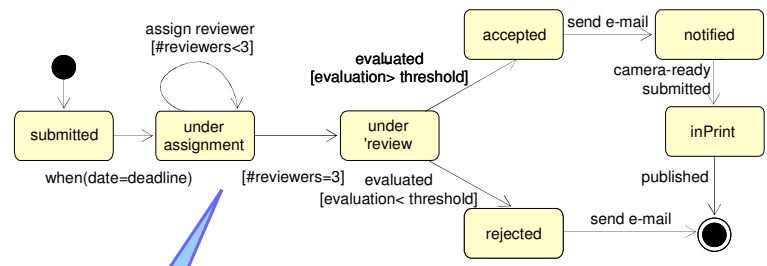 assign reviewer
[#reviewers<3]
submitted
under
assignment
when(date=deadline)
[#reviewers=3]
under
'review
evaluated
[evaluation> threshold]
evaluated
[evaluation< threshold]
accepted
send e-mail
notified
camera-ready
submitted
inPrint
published
rejected
send e-mail